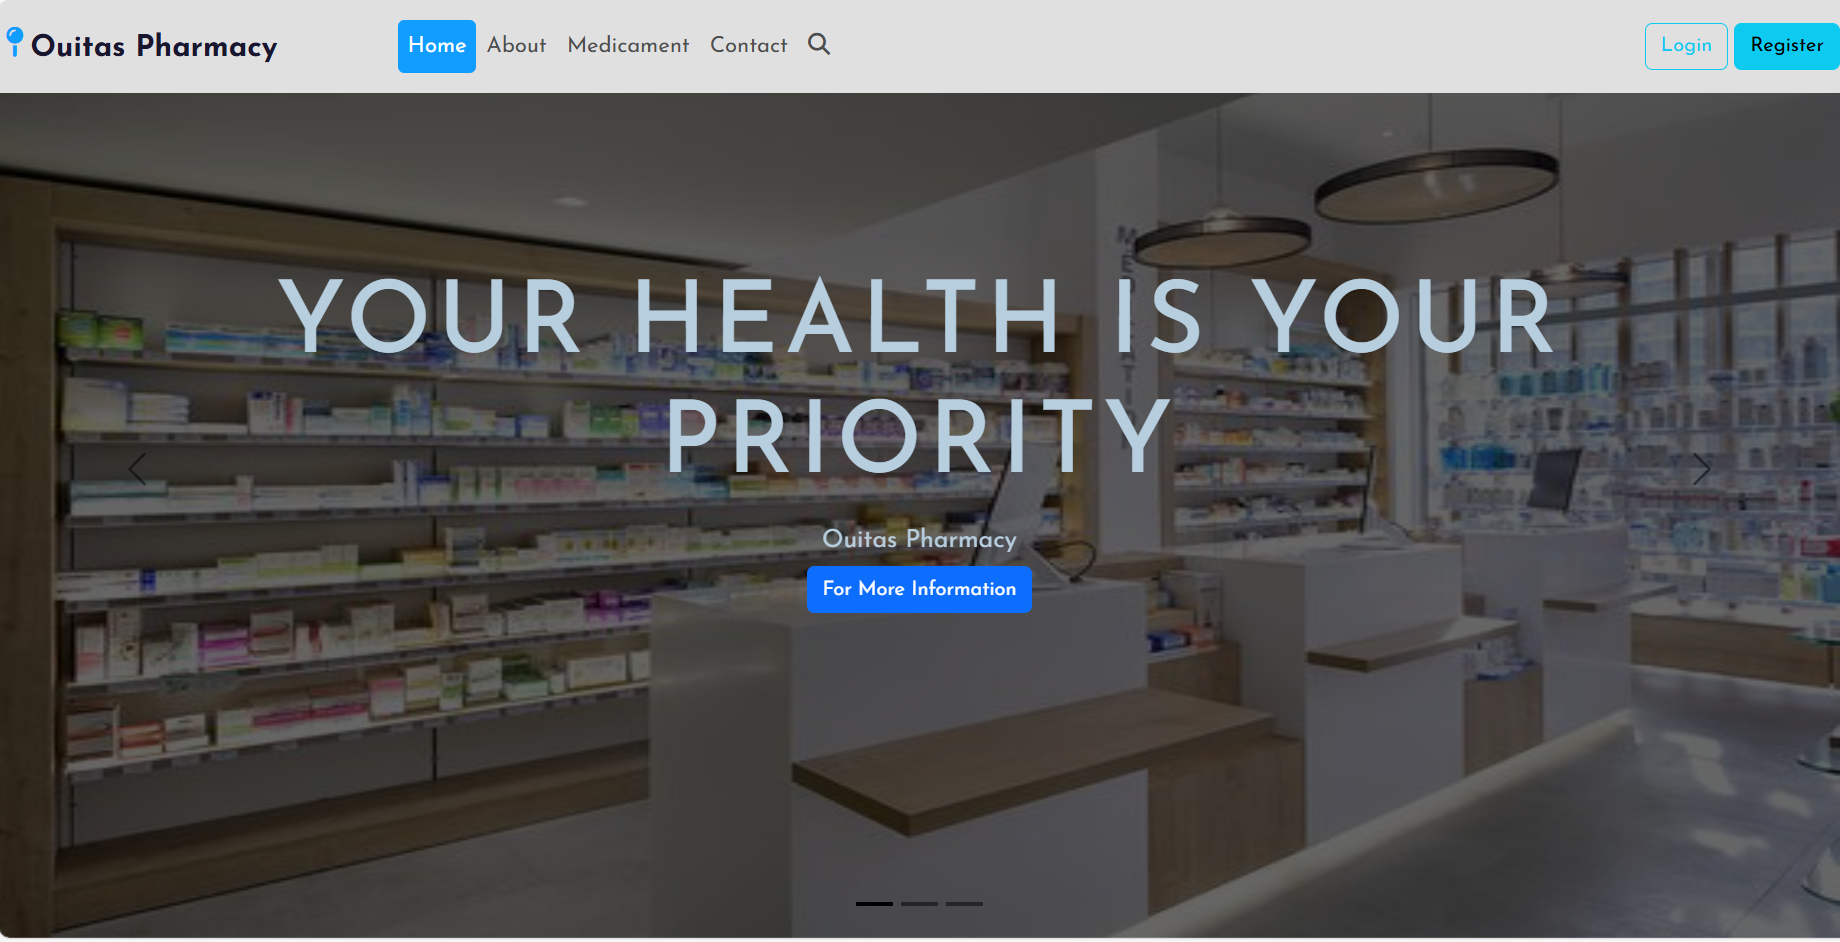 Ouitas Pharmacy
Home About Medicament Contact
Login Register
YOUR HEALTH IS YOUR
PRIORITY
Ouitas Pharmacy
For More Information